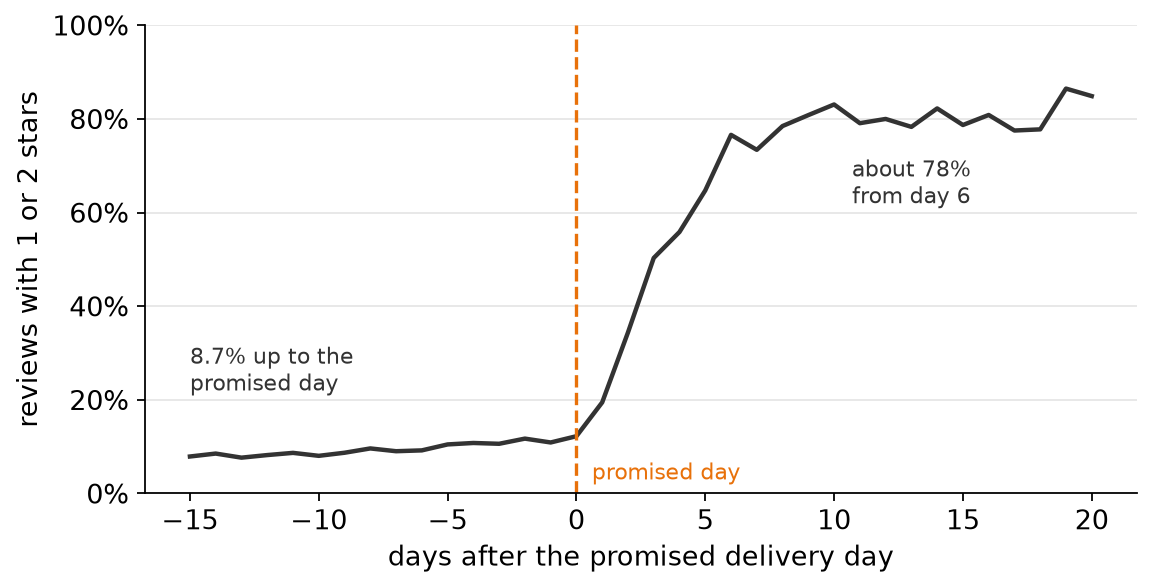 100%
80%
60%
40%
20%
0%
reviews with 1 or 2 stars
about 78%
from day 6
8.7% up to the
promised day
promised day
−15 −10 −5 0 5 10 15 20
days after the promised delivery day